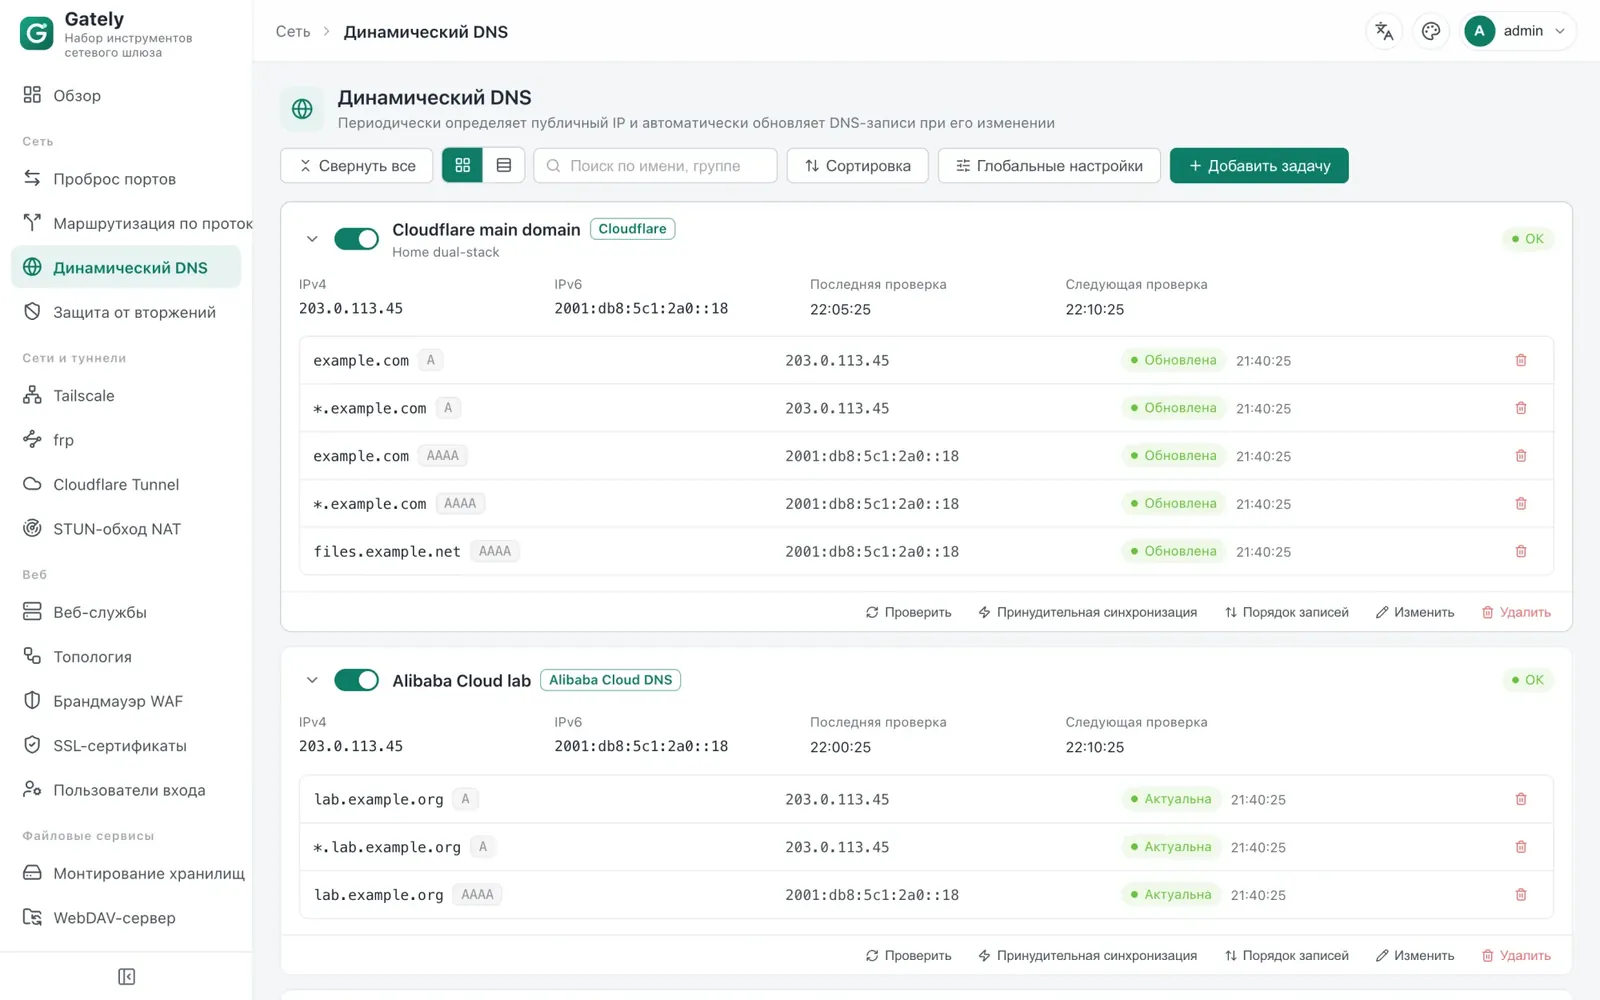 Gately
Набор инструментов
сетевого шлюза
Обзор
Сеть
Проброс портов
Маршрутизация по проток
Динамический DNS
Защита от вторжений
Сети и туннели
Tailscale
frp
Cloudflare Tunnel
STUN-обход NAT
Веб
Веб-службы
Топология
Брандмауэр WAF
SSL-сертификаты
Пользователи входа
Файловые сервисы
Монтирование хранилищ
WebDAV-сервер
Сеть > Динамический DNS
A admin
Динамический DNS
Периодически определяет публичный IP и автоматически обновляет DNS-записи при его изменении
Свернуть все Поиск по имени, группе Сортировка Глобальные настройки + Добавить задачу
Cloudflare main domain Cloudflare
Home dual-stack
OK
IPv4 IPv6 Последняя проверка Следующая проверка
203.0.113.45 2001:db8:5c1:2a0::18 22:05:25 22:10:25
example.com A 203.0.113.45 Обновлена 21:40:25
*.example.com A 203.0.113.45 Обновлена 21:40:25
example.com AAAA 2001:db8:5c1:2a0::18 Обновлена 21:40:25
*.example.com AAAA 2001:db8:5c1:2a0::18 Обновлена 21:40:25
files.example.net AAAA 2001:db8:5c1:2a0::18 Обновлена 21:40:25
Проверить Принудительная синхронизация Порядок записей Изменить Удалить
Alibaba Cloud lab Alibaba Cloud DNS OK
IPv4 IPv6 Последняя проверка Следующая проверка
203.0.113.45 2001:db8:5c1:2a0::18 22:00:25 22:10:25
lab.example.org A 203.0.113.45 Актуальна 21:40:25
*.lab.example.org A 203.0.113.45 Актуальна 21:40:25
lab.example.org AAAA 2001:db8:5c1:2a0::18 Актуальна 21:40:25
Проверить Принудительная синхронизация Порядок записей Изменить Удалить